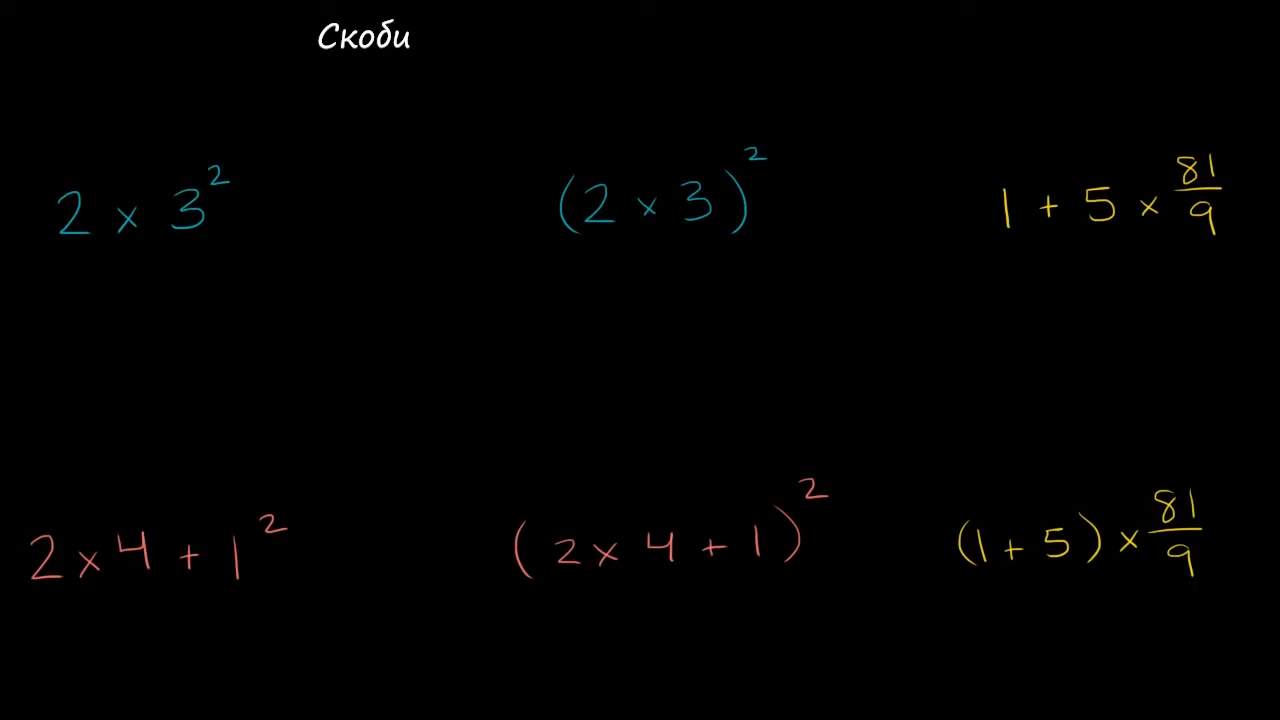 Скоби
2 × 3²
(2 × 3)²
1 + 5 × 81/9
2 × 4 + 1²
(2 × 4 + 1)²
(1 + 5) × 81/9